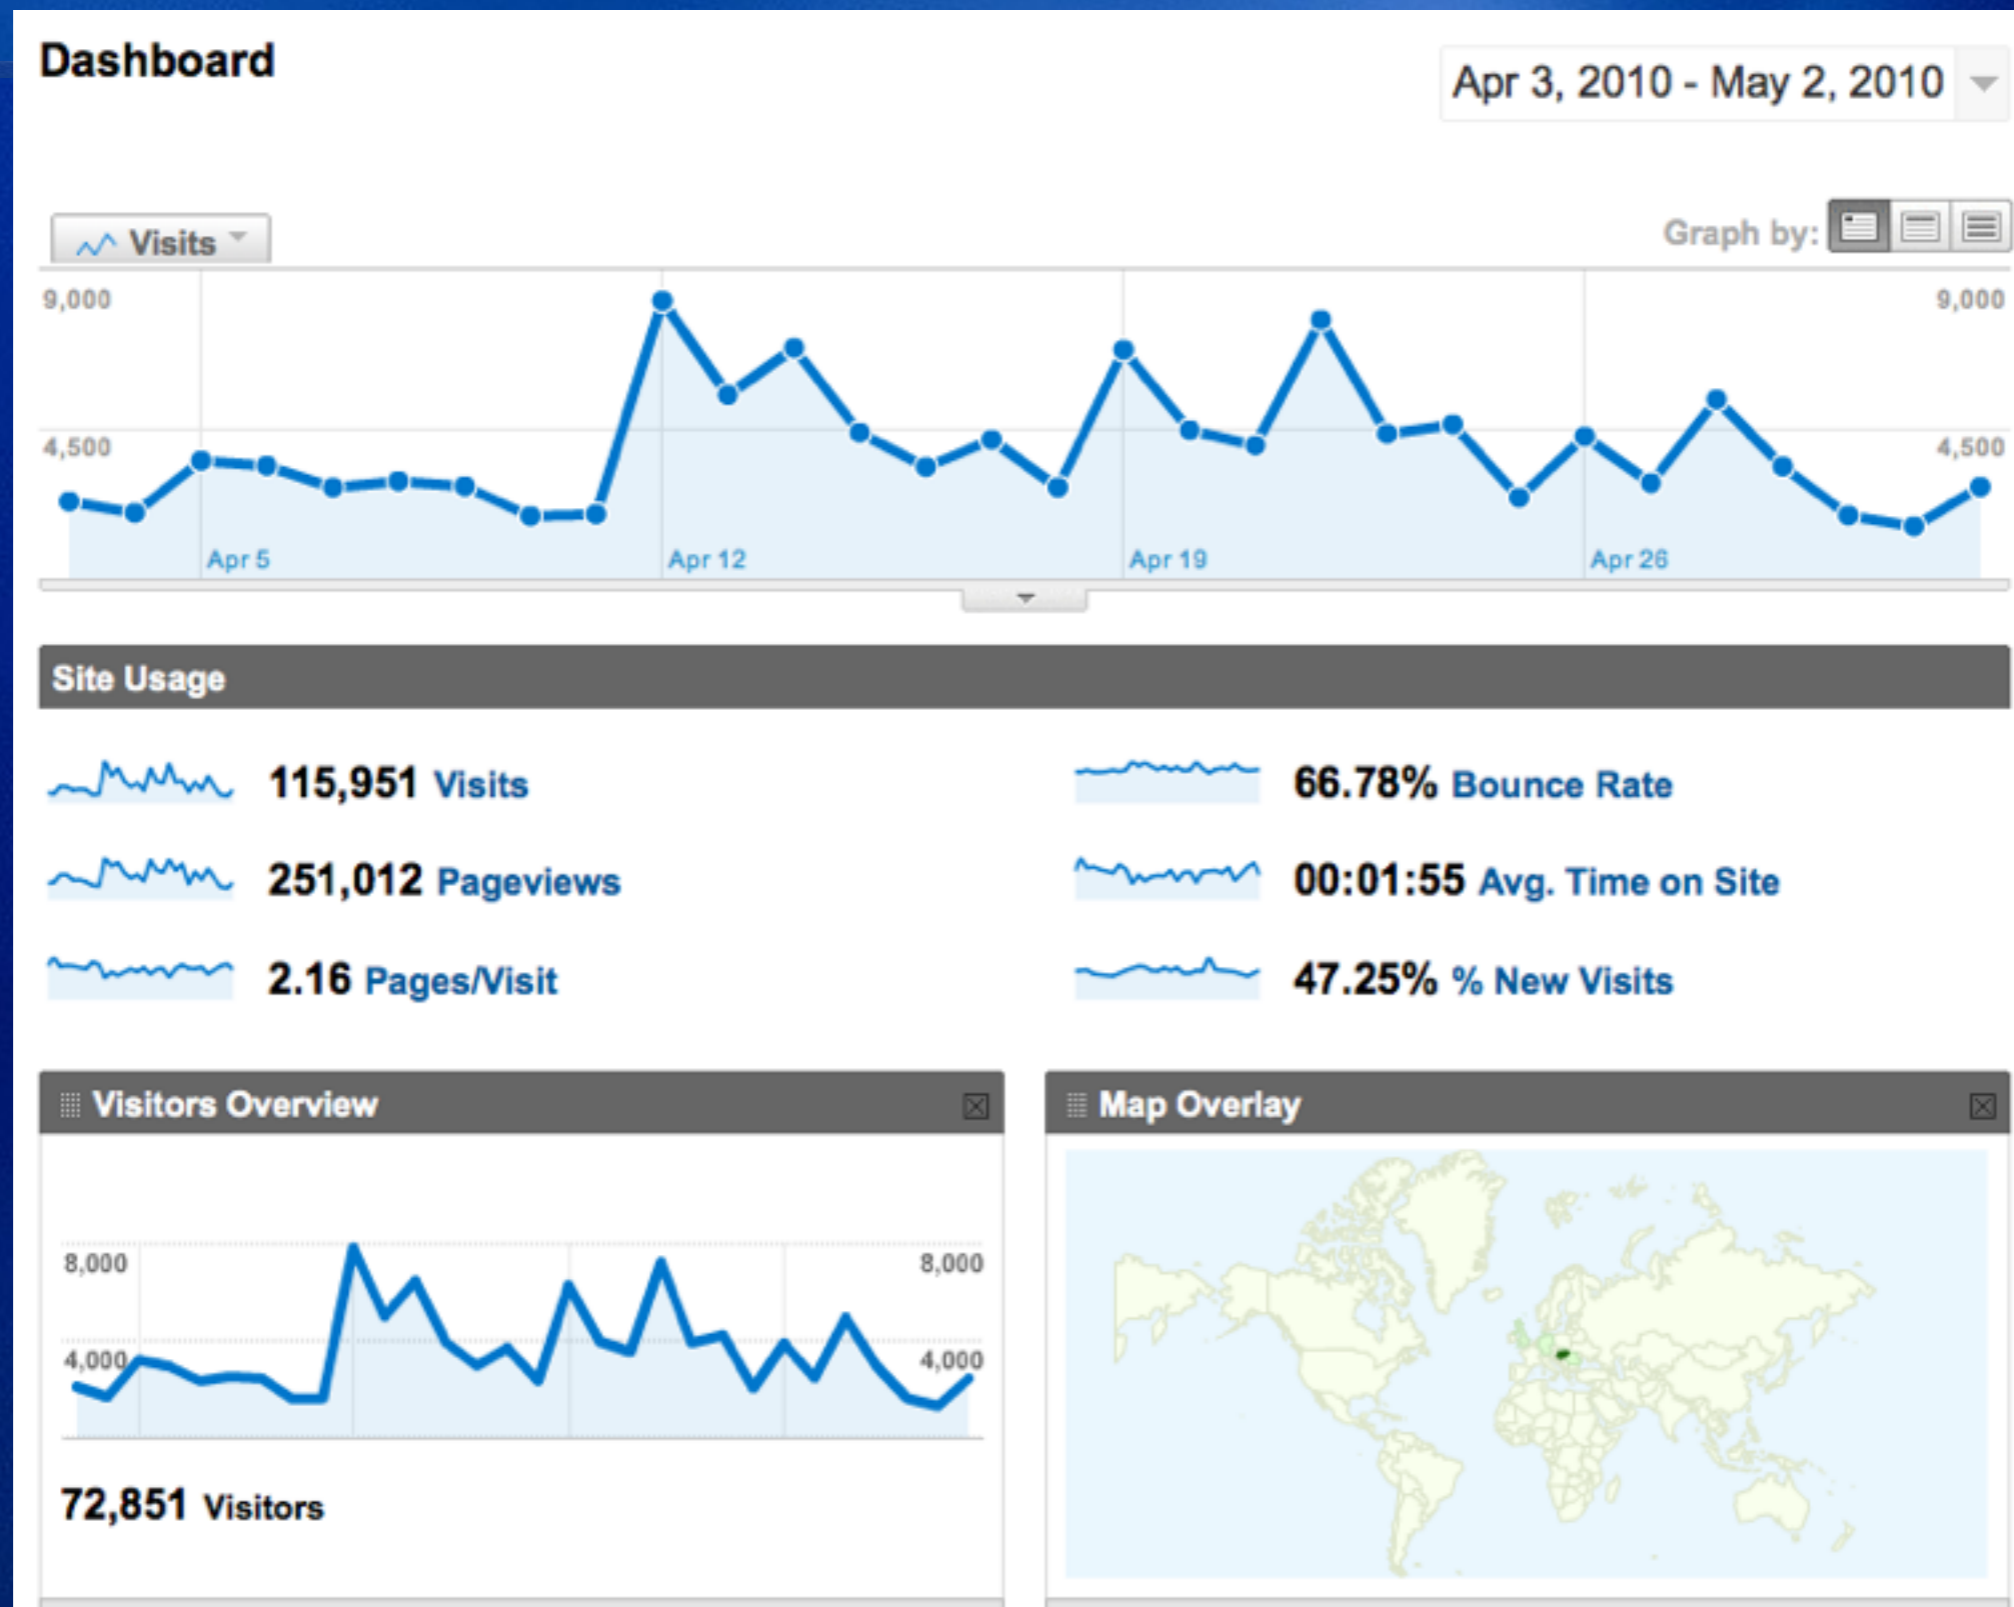 Dashboard
Apr 3, 2010 - May 2, 2010
Visits
Graph by:
9,000
9,000
4,500
4,500
Apr 5
Apr 12
Apr 19
Apr 26
Site Usage
115,951 Visits
66.78% Bounce Rate
251,012 Pageviews
00:01:55 Avg. Time on Site
2.16 Pages/Visit
47.25% % New Visits
Visitors Overview
Map Overlay
8,000
8,000
4,000
4,000
72,851 Visitors